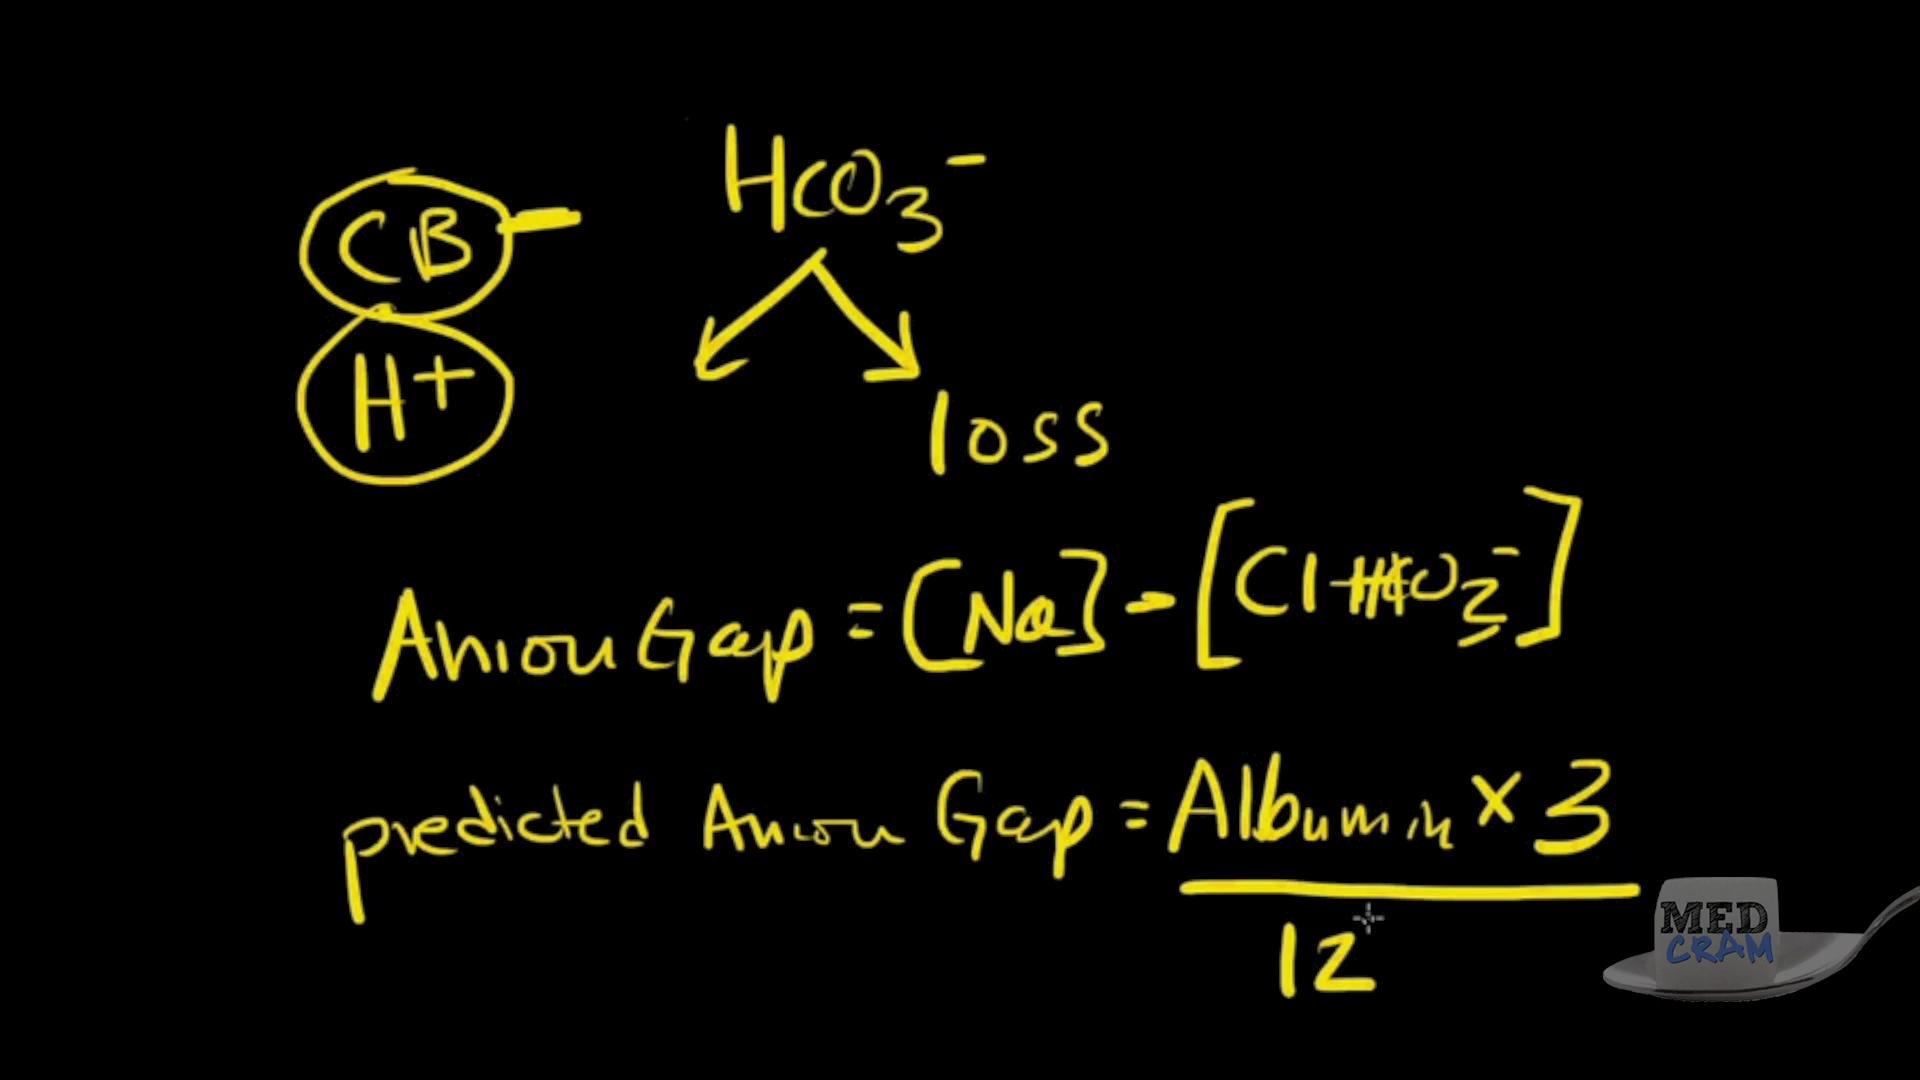 CB-
HCO3-
H+
loss
Anion Gap = [Na] - [Cl+HCO3-]
predicted Anion Gap = Albumin x 3
12
MED
CRAM